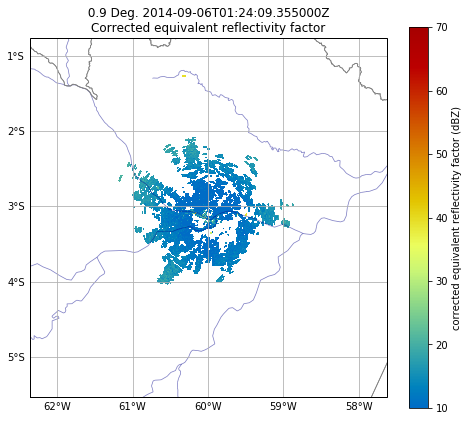 0.9 Deg. 2014-09-06T01:24:09.355000Z
Corrected equivalent reflectivity factor
1°S
2°S
3°S
4°S
5°S
62°W
61°W
60°W
59°W
58°W
70
60
50
40
30
20
10
corrected equivalent reflectivity factor (dBZ)